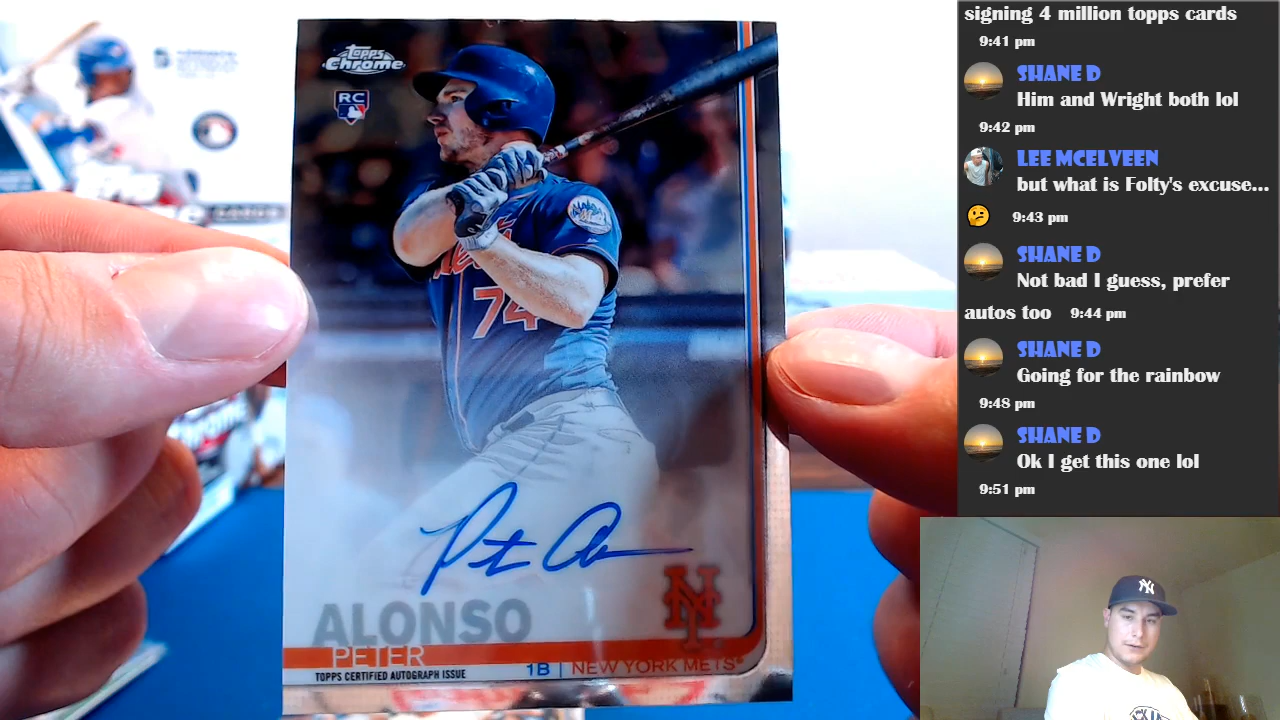 topps
Chrome
RC
Mets
74
ALONSO
PETER
TOPPS CERTIFIED AUTOGRAPH ISSUE
1B | NEW YORK METS
NY
signing 4 million topps cards
9:41 pm
SHANE D
Him and Wright both lol
9:42 pm
LEE MCELVEEN
but what is Folty's excuse...
🤔 9:43 pm
SHANE D
Not bad I guess, prefer
autos too 9:44 pm
SHANE D
Going for the rainbow
9:48 pm
SHANE D
Ok I get this one lol
9:51 pm
NY